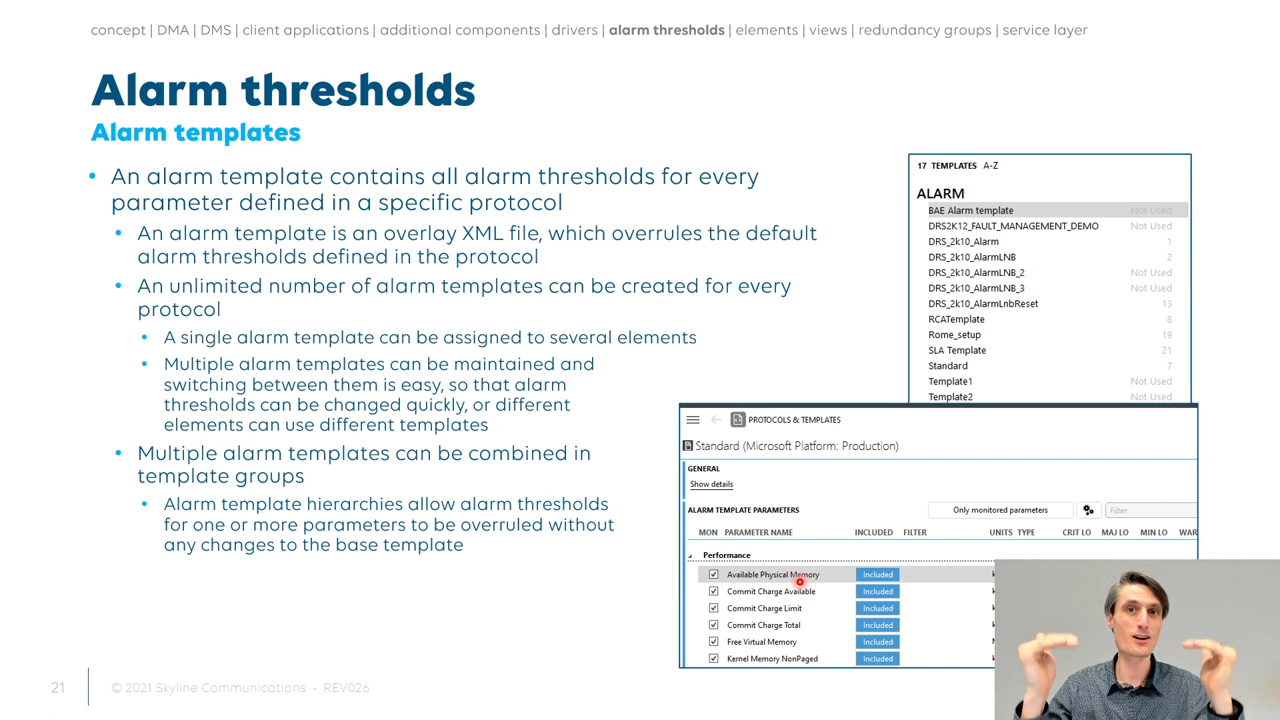 concept | DMA | DMS | client applications | additional components | drivers | alarm thresholds | elements | views | redundancy groups | service layer
Alarm thresholds
Alarm templates
• An alarm template contains all alarm thresholds for every
parameter defined in a specific protocol
• An alarm template is an overlay XML file, which overrules the default
alarm thresholds defined in the protocol
• An unlimited number of alarm templates can be created for every
protocol
• A single alarm template can be assigned to several elements
• Multiple alarm templates can be maintained and
switching between them is easy, so that alarm
thresholds can be changed quickly, or different
elements can use different templates
• Multiple alarm templates can be combined in
template groups
• Alarm template hierarchies allow alarm thresholds
for one or more parameters to be overruled without
any changes to the base template
17 TEMPLATES A-Z
ALARM
BAE Alarm template Not Used
DRS2K12_FAULT_MANAGEMENT_DEMO Not Used
DRS_2k10_Alarm 1
DRS_2k10_AlarmLNB 2
DRS_2k10_AlarmLNB_2 Not Used
DRS_2k10_AlarmLNB_3 Not Used
DRS_2k10_AlarmLnbReset 13
RCATemplate 8
Rome_setup 19
SLA Template 21
Standard 7
Template1 Not Used
Template2 Not Used
PROTOCOLS & TEMPLATES
Standard (Microsoft Platform: Production)
GENERAL
Show details
ALARM TEMPLATE PARAMETERS Only monitored parameters Filter
MON PARAMETER NAME INCLUDED FILTER UNITS TYPE CRIT LO MAJ LO MIN LO WAR
Performance
Available Physical Memory Included
Commit Charge Available Included
Commit Charge Limit Included
Commit Charge Total Included
Free Virtual Memory Included
Kernel Memory NonPaged Included
21 © 2021 Skyline Communications - REV026